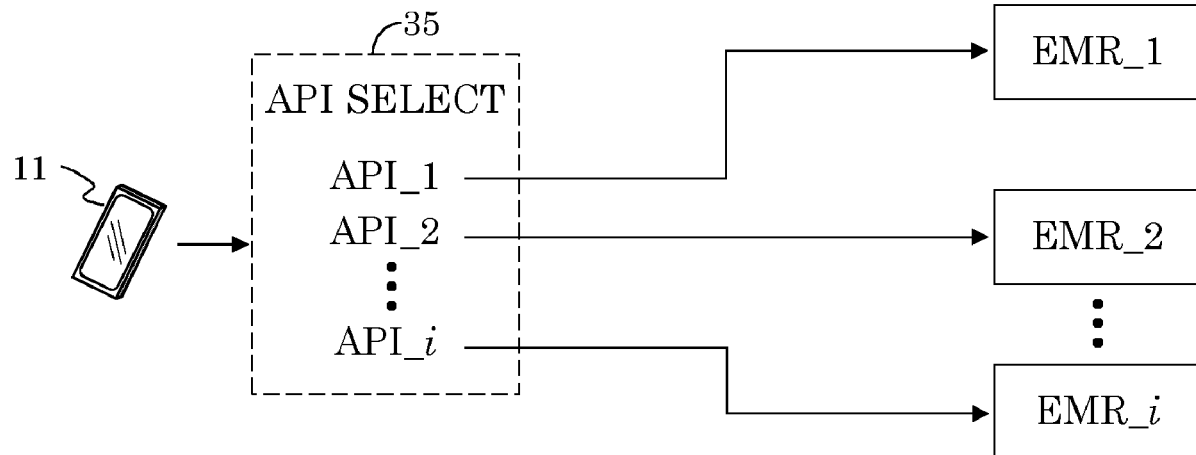 35
API SELECT
EMR_1
11
API_1
API_2
EMR_2
API_i
EMR_i